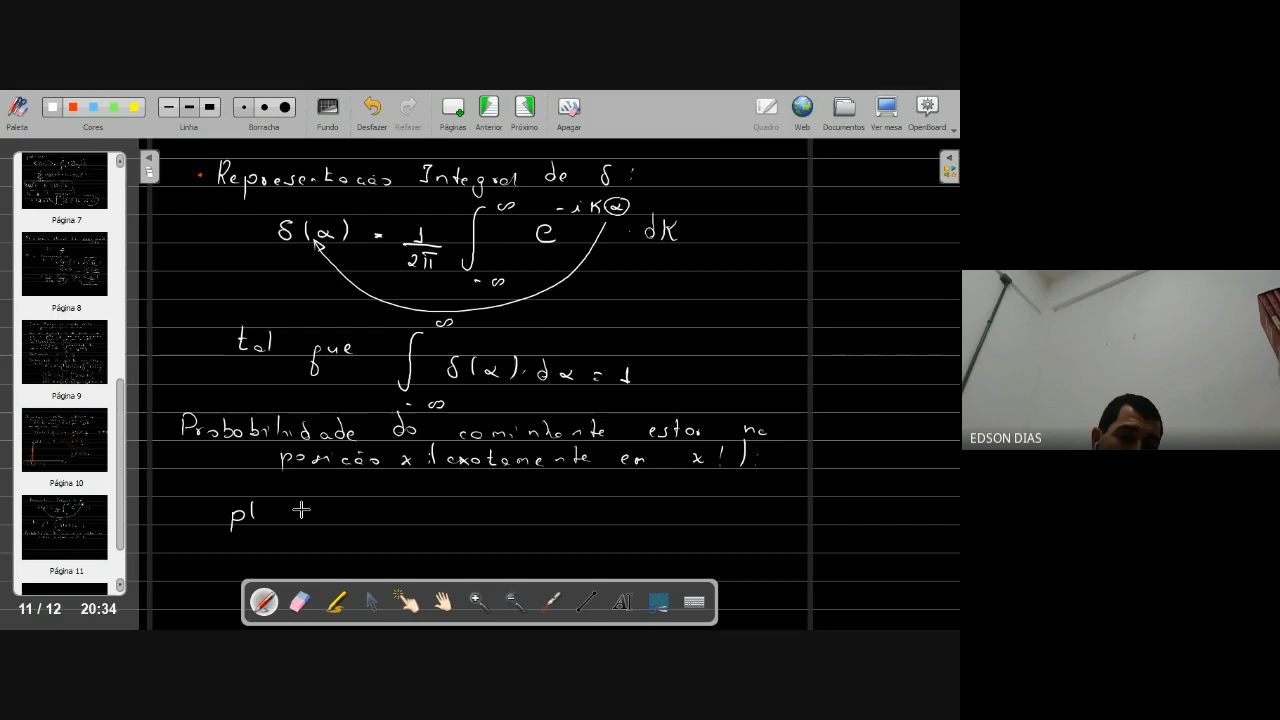 Paleta Cores Linha Borracha Fundo Desfazer Refazer Páginas Anterior Próximo Apagar Quadro Web Documentos Ver mesa OpenBoard
Página 7
Página 8
Página 9
Página 10
Página 11
11 / 12 20:34
• Representação Integral de δ :
δ(α) = 1/2π ∫_{-∞}^{∞} e^{-iK(α)} · dK
tal que ∫_{-∞}^{∞} δ(α) · dα = 1
Probabilidade do caminhante estar na
posição x (exatamente em x!):
p(
EDSON DIAS